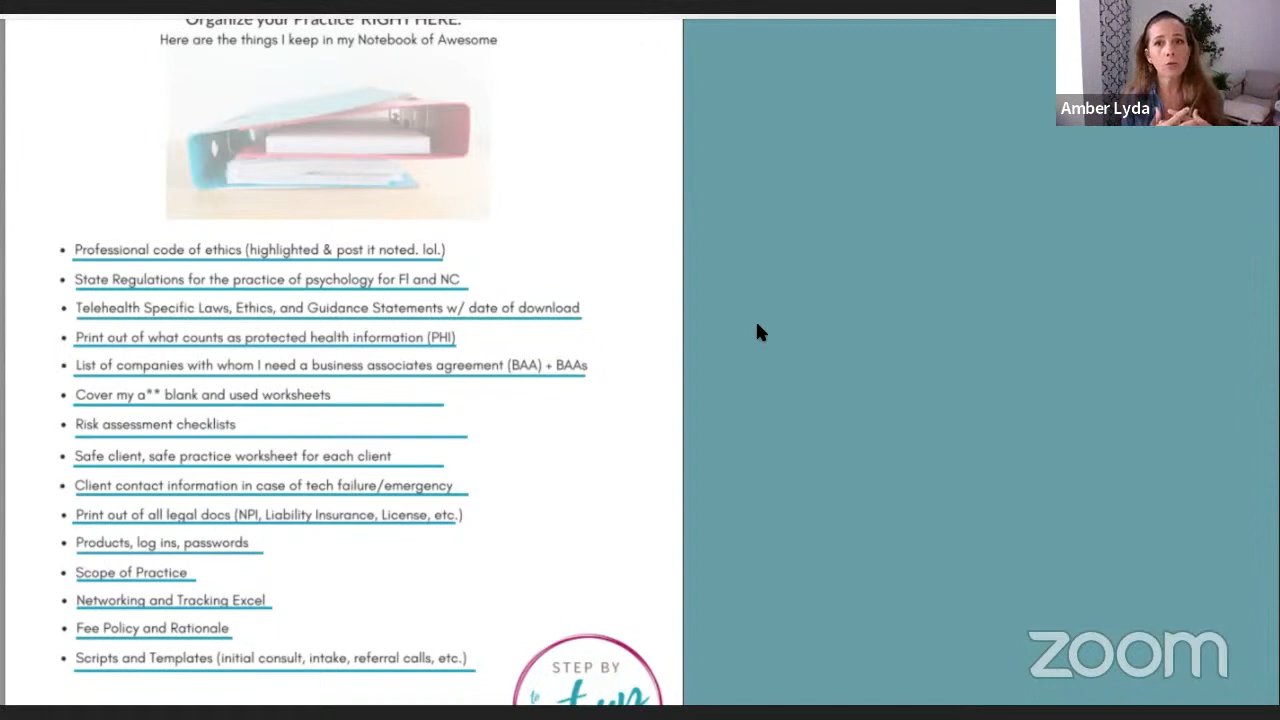 Organize your Practice RIGHT HERE.
Here are the things I keep in my Notebook of Awesome
Amber Lyda
• Professional code of ethics (highlighted & post it noted. lol.)
• State Regulations for the practice of psychology for Fl and NC
• Telehealth Specific Laws, Ethics, and Guidance Statements w/ date of download
• Print out of what counts as protected health information (PHI)
• List of companies with whom I need a business associates agreement (BAA) + BAAs
• Cover my a** blank and used worksheets
• Risk assessment checklists
• Safe client, safe practice worksheet for each client
• Client contact information in case of tech failure/emergency
• Print out of all legal docs (NPI, Liability Insurance, License, etc.)
• Products, log ins, passwords
• Scope of Practice
• Networking and Tracking Excel
• Fee Policy and Rationale
• Scripts and Templates (initial consult, intake, referral calls, etc.)
STEP BY
to
zoom